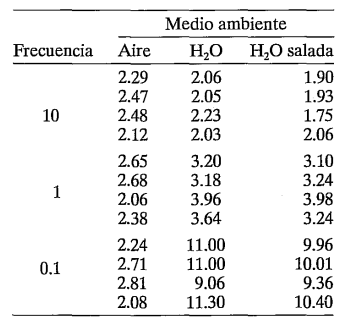 Medio ambiente
Frecuencia Aire H₂O H₂O salada
2.29 2.06 1.90
2.47 2.05 1.93
10 2.48 2.23 1.75
2.12 2.03 2.06
2.65 3.20 3.10
2.68 3.18 3.24
1 2.06 3.96 3.98
2.38 3.64 3.24
2.24 11.00 9.96
0.1 2.71 11.00 10.01
2.81 9.06 9.36
2.08 11.30 10.40